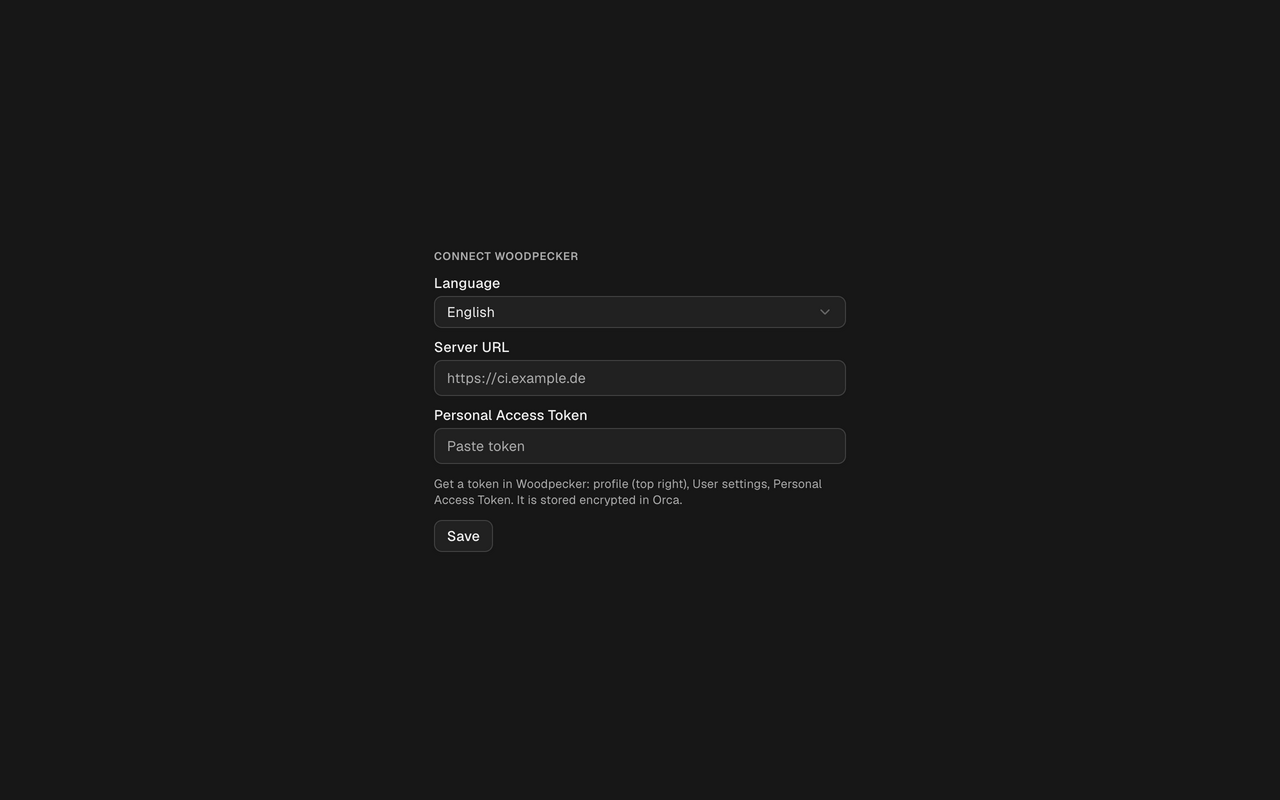 CONNECT WOODPECKER
Language
English
Server URL
https://ci.example.de
Personal Access Token
Paste token
Get a token in Woodpecker: profile (top right), User settings, Personal
Access Token. It is stored encrypted in Orca.
Save